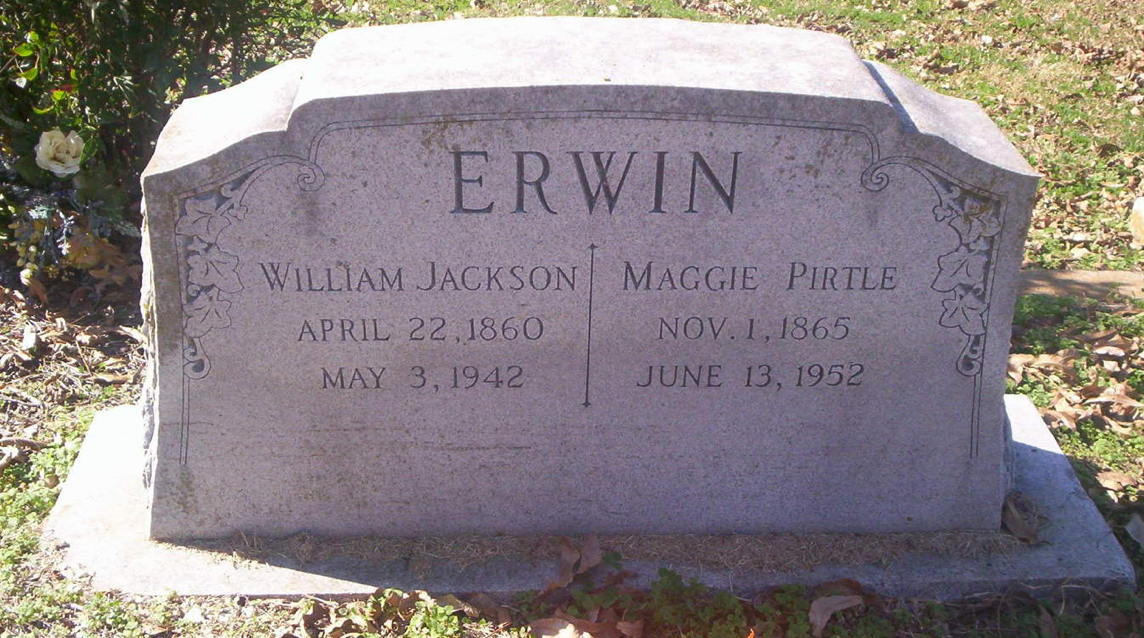 ERWIN
WILLIAM JACKSON
APRIL 22, 1860
MAY 3, 1942
MAGGIE PIRTLE
NOV. 1, 1865
JUNE 13, 1952